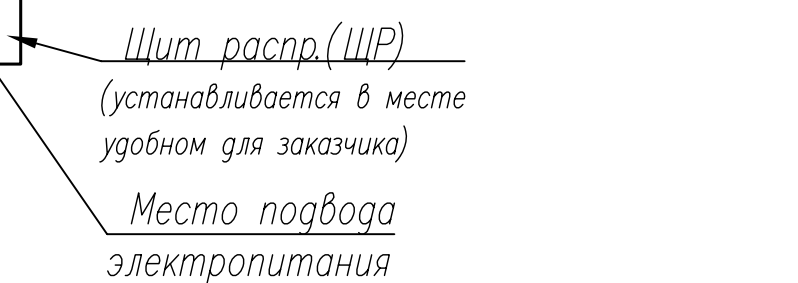 Щит распр.(ЩР)
(устанавливается в месте
удобном для заказчика)
Место подвода
электропитания